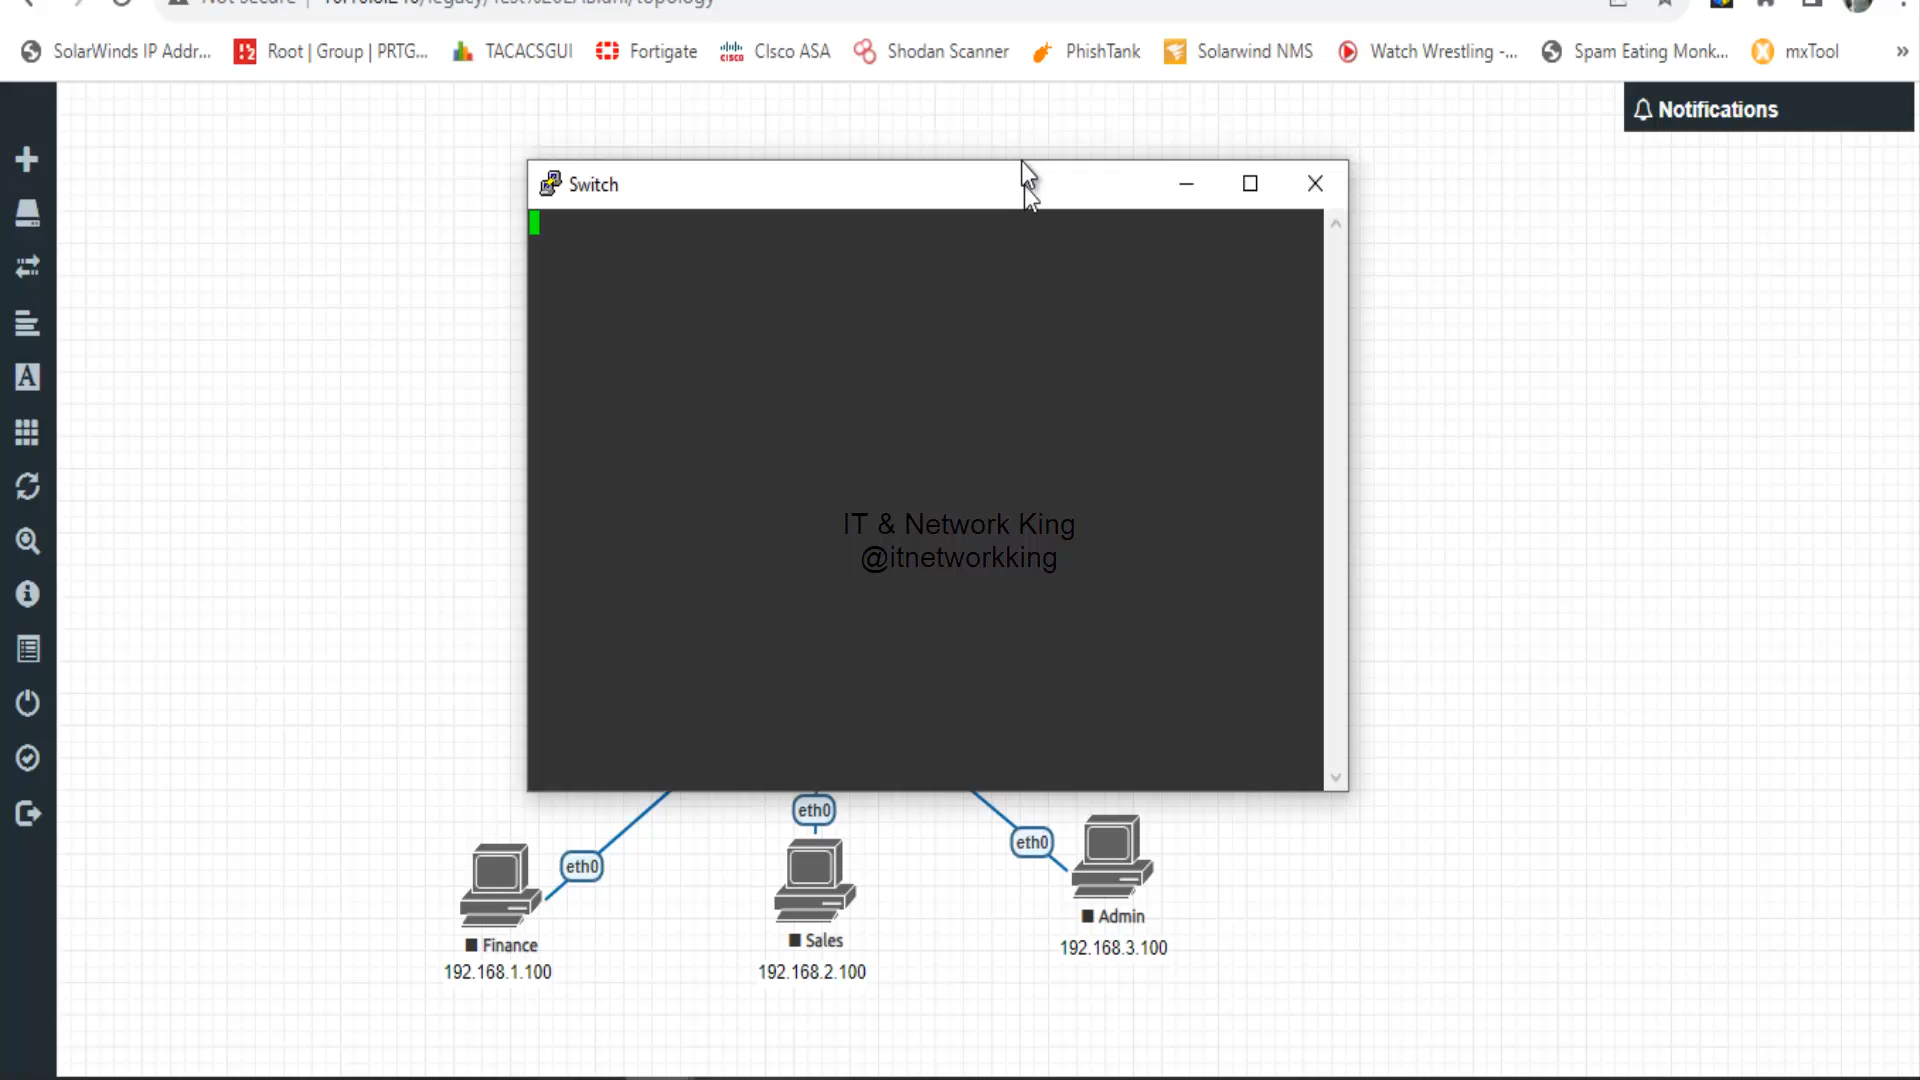 SolarWinds IP Addr...
Root | Group | PRTG...
TACACSGUI
Fortigate
CISCO
CIsco ASA
Shodan Scanner
PhishTank
Solarwind NMS
Watch Wrestling -...
Spam Eating Monk...
mxTool
»
Notifications
Switch
IT & Network King
@itnetworkking
eth0
eth0
eth0
Finance
192.168.1.100
Sales
192.168.2.100
Admin
192.168.3.100